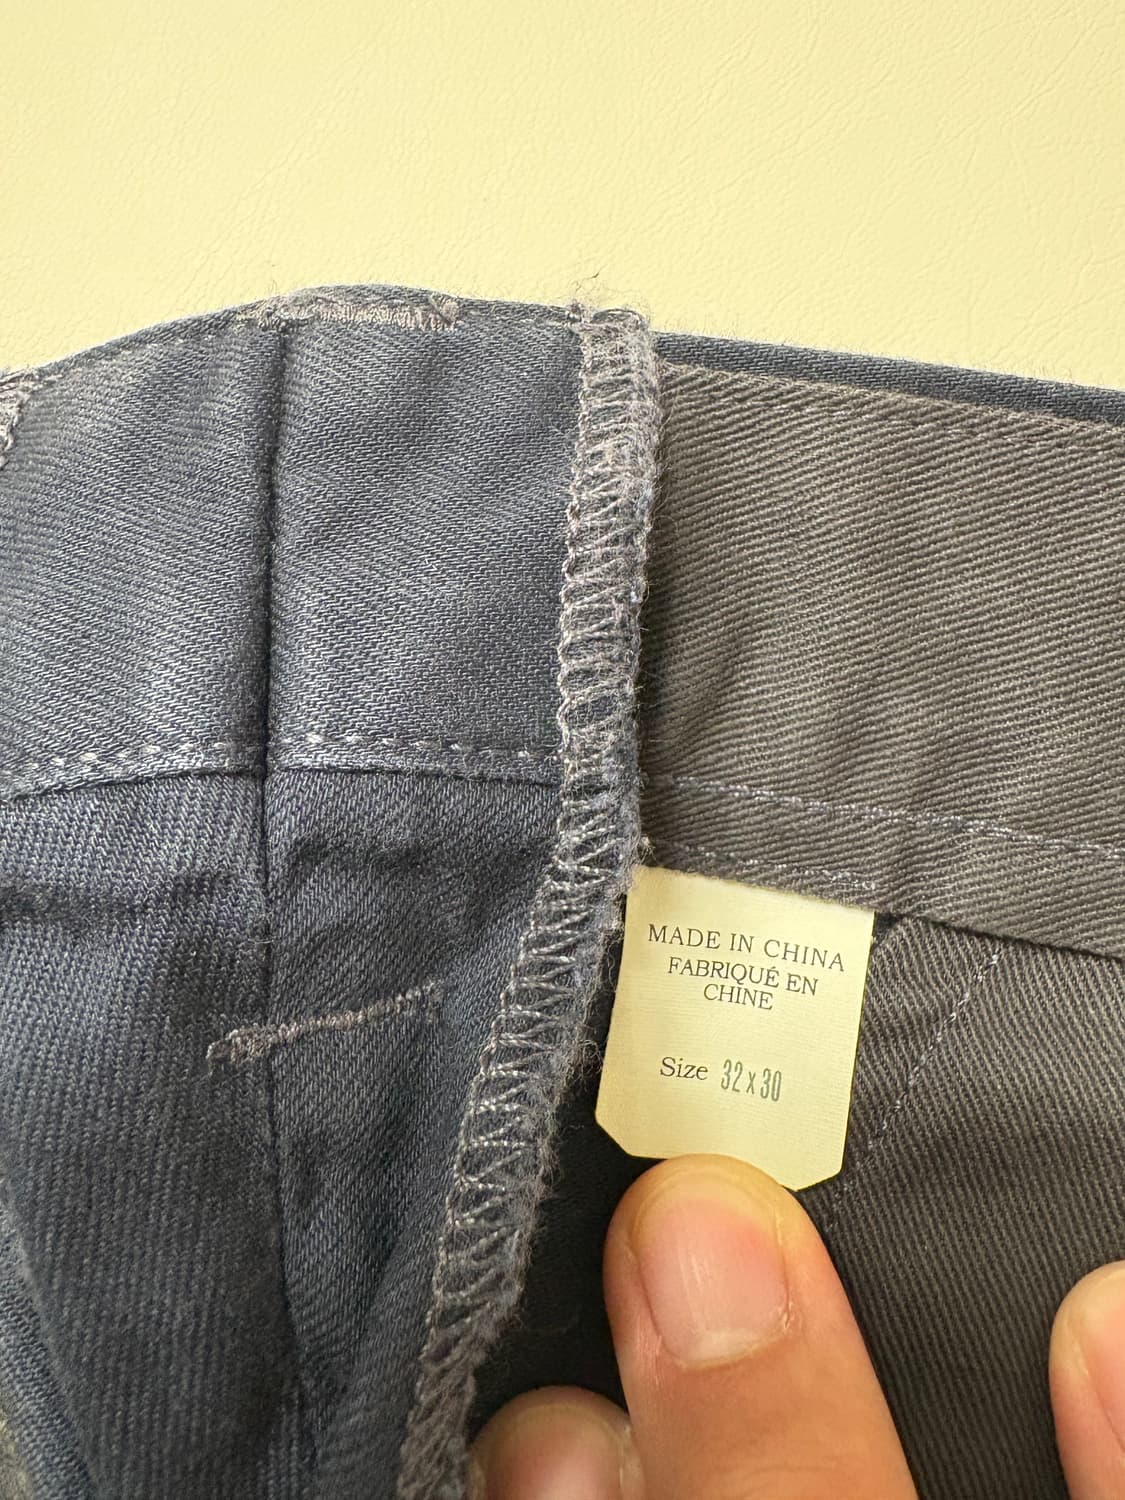 MADE IN CHINA
FABRIQUÉ EN
CHINE
Size 32 x 30